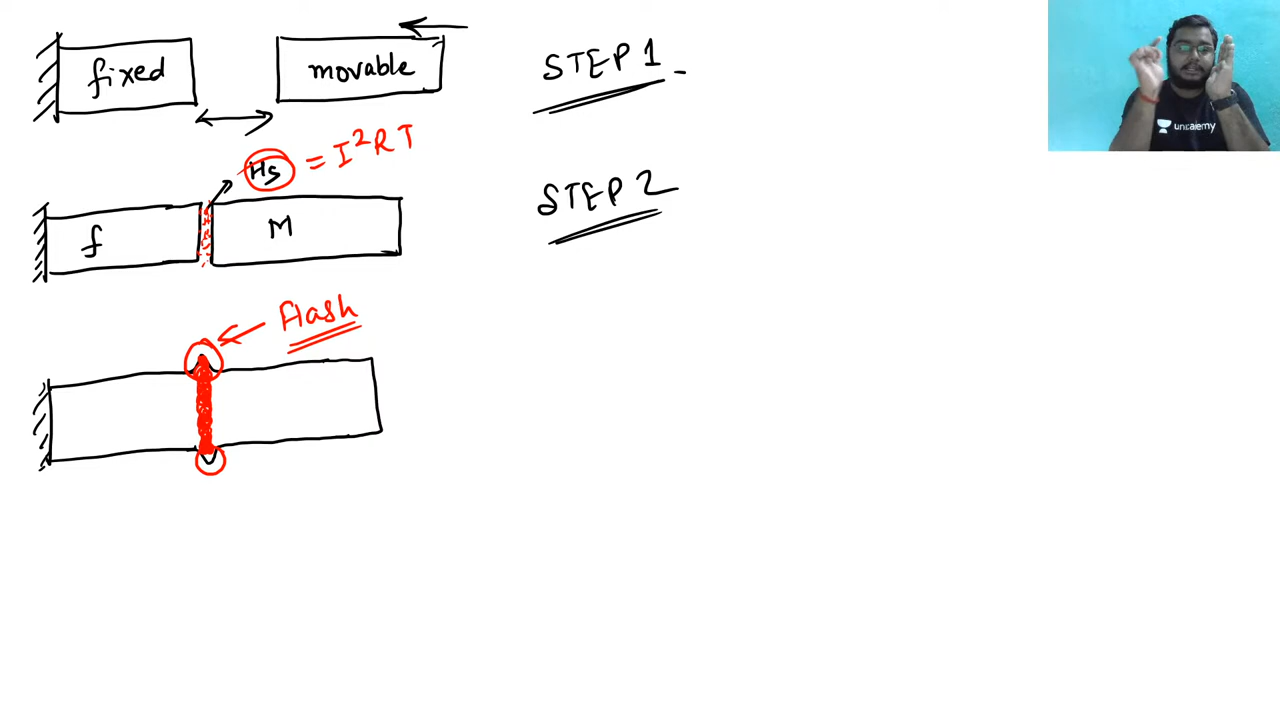 fixed
movable
STEP 1
Hs = I²RT
STEP 2
f
M
flash
unacademy